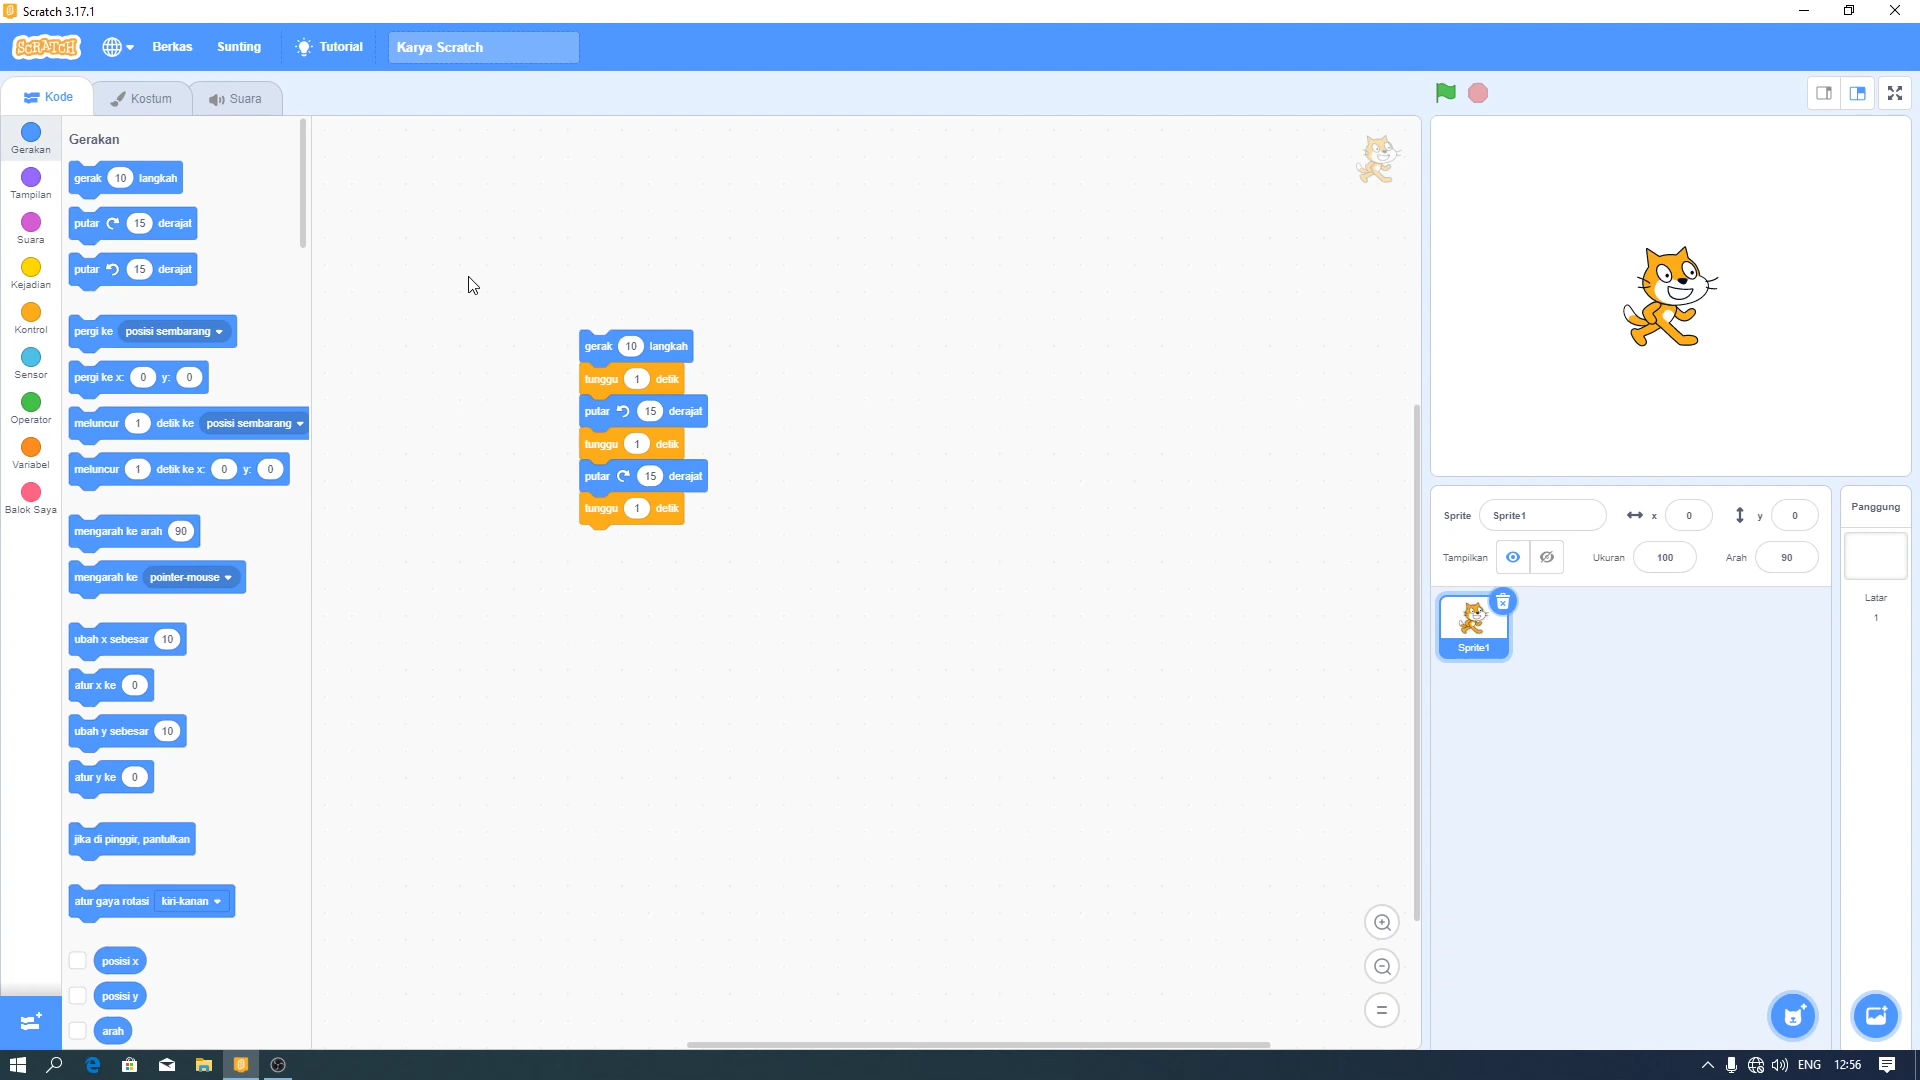 Scratch 3.17.1
SCRATCH
Berkas
Sunting
Tutorial
Karya Scratch
Kode
Kostum
Suara
Gerakan
Tampilan
Suara
Kejadian
Kontrol
Sensor
Operator
Variabel
Balok Saya
Gerakan
gerak 10 langkah
putar 15 derajat
putar 15 derajat
pergi ke posisi sembarang
pergi ke x: 0 y: 0
meluncur 1 detik ke posisi sembarang
meluncur 1 detik ke x: 0 y: 0
mengarah ke arah 90
mengarah ke pointer-mouse
ubah x sebesar 10
atur x ke 0
ubah y sebesar 10
atur y ke 0
jika di pinggir, pantulkan
atur gaya rotasi kiri-kanan
posisi x
posisi y
arah
gerak 10 langkah
tunggu 1 detik
putar 15 derajat
tunggu 1 detik
putar 15 derajat
tunggu 1 detik
Sprite Sprite1 x 0 y 0
Tampilkan Ukuran 100 Arah 90
Sprite1
Panggung
Latar
1
ENG 12:56